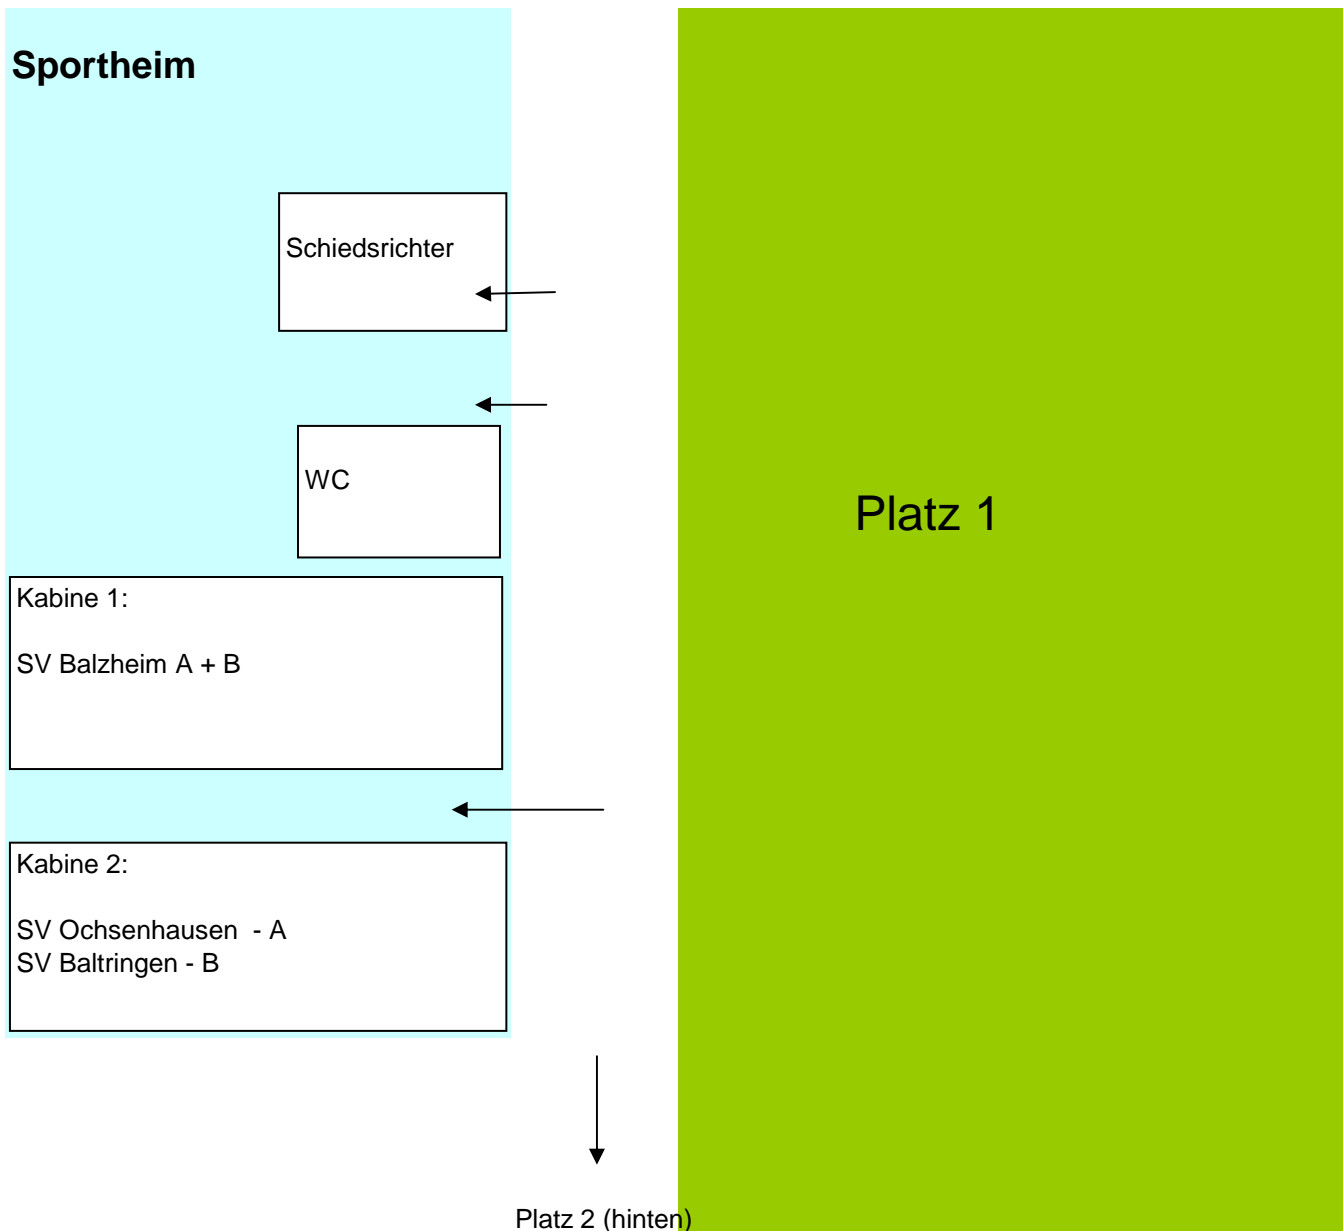 Sportheim
Schiedsrichter
WC
Platz 1
Kabine 1:
SV Balzheim A + B
Kabine 2:
SV Ochsenhausen  - A
SV Baltringen - B
Platz 2 (hinten)